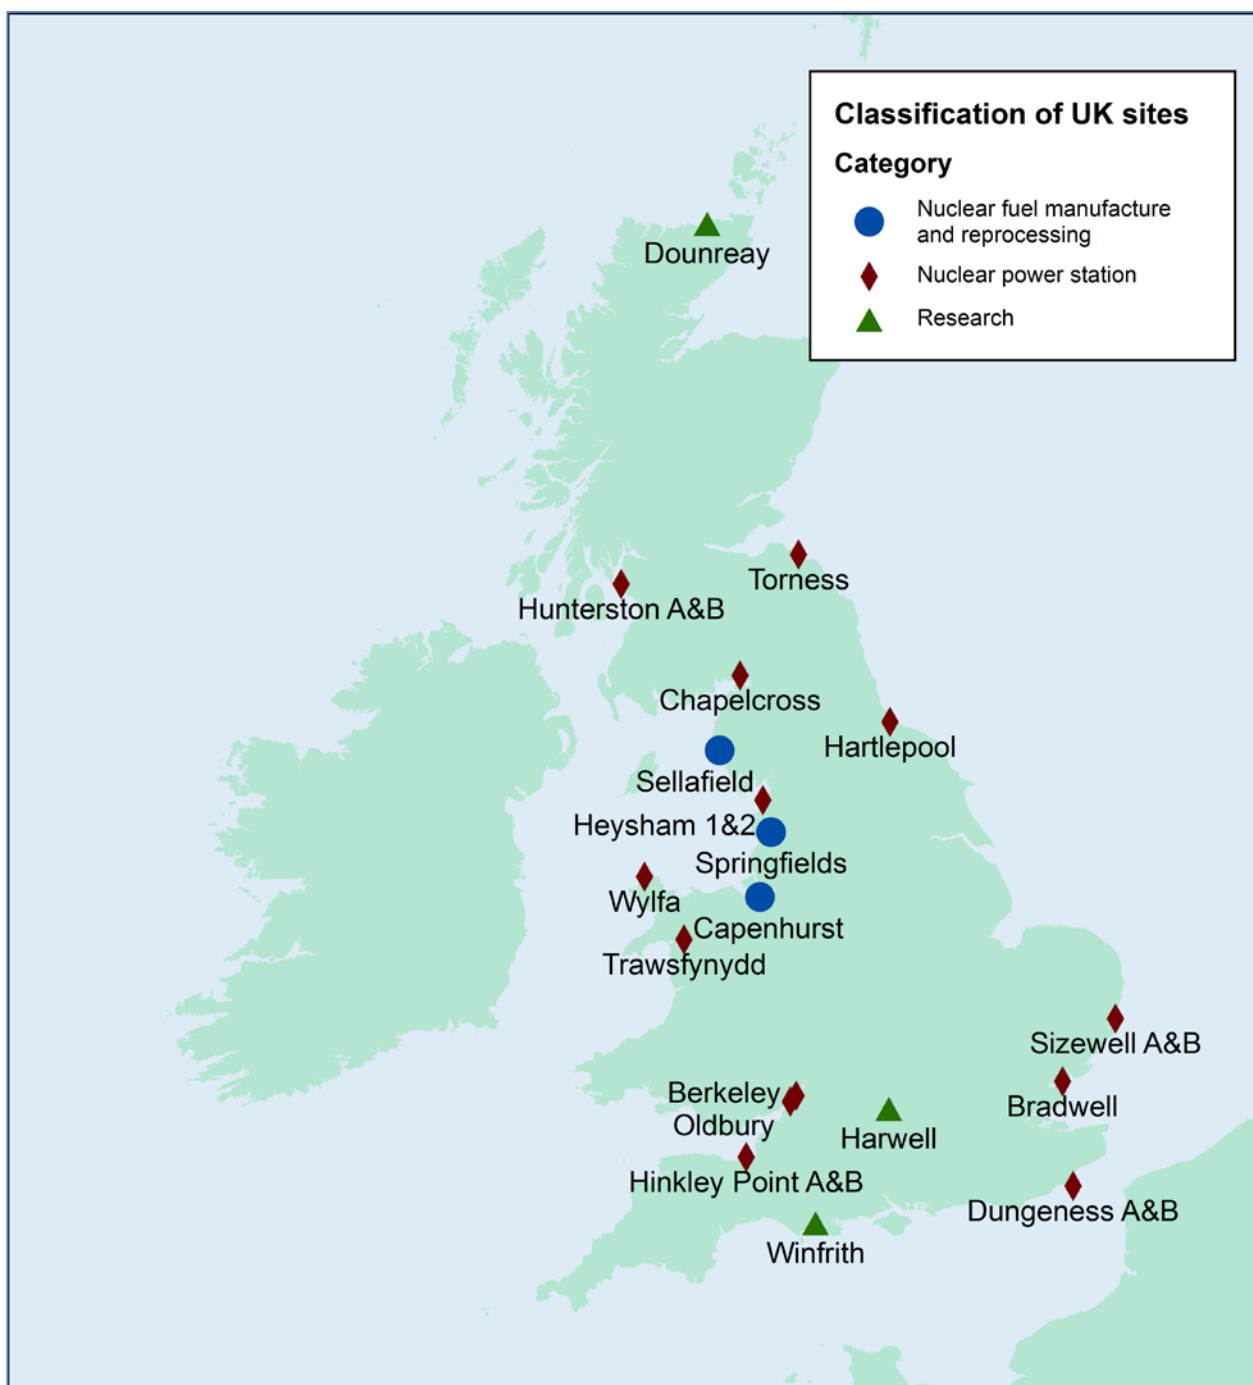 Classification of UK sites
Category
Nuclear fuel manufacture
and reprocessing
Nuclear power station
Research
Dounreay
Torness
Hunterston A&B
Chapelcross
Hartlepool
Sellafield
Heysham 1&2
Springfields
Wylfa
Capenhurst
Trawsfynydd
Sizewell A&B
Berkeley
Bradwell
Oldbury
Harwell
Hinkley Point A&B
Dungeness A&B
Winfrith